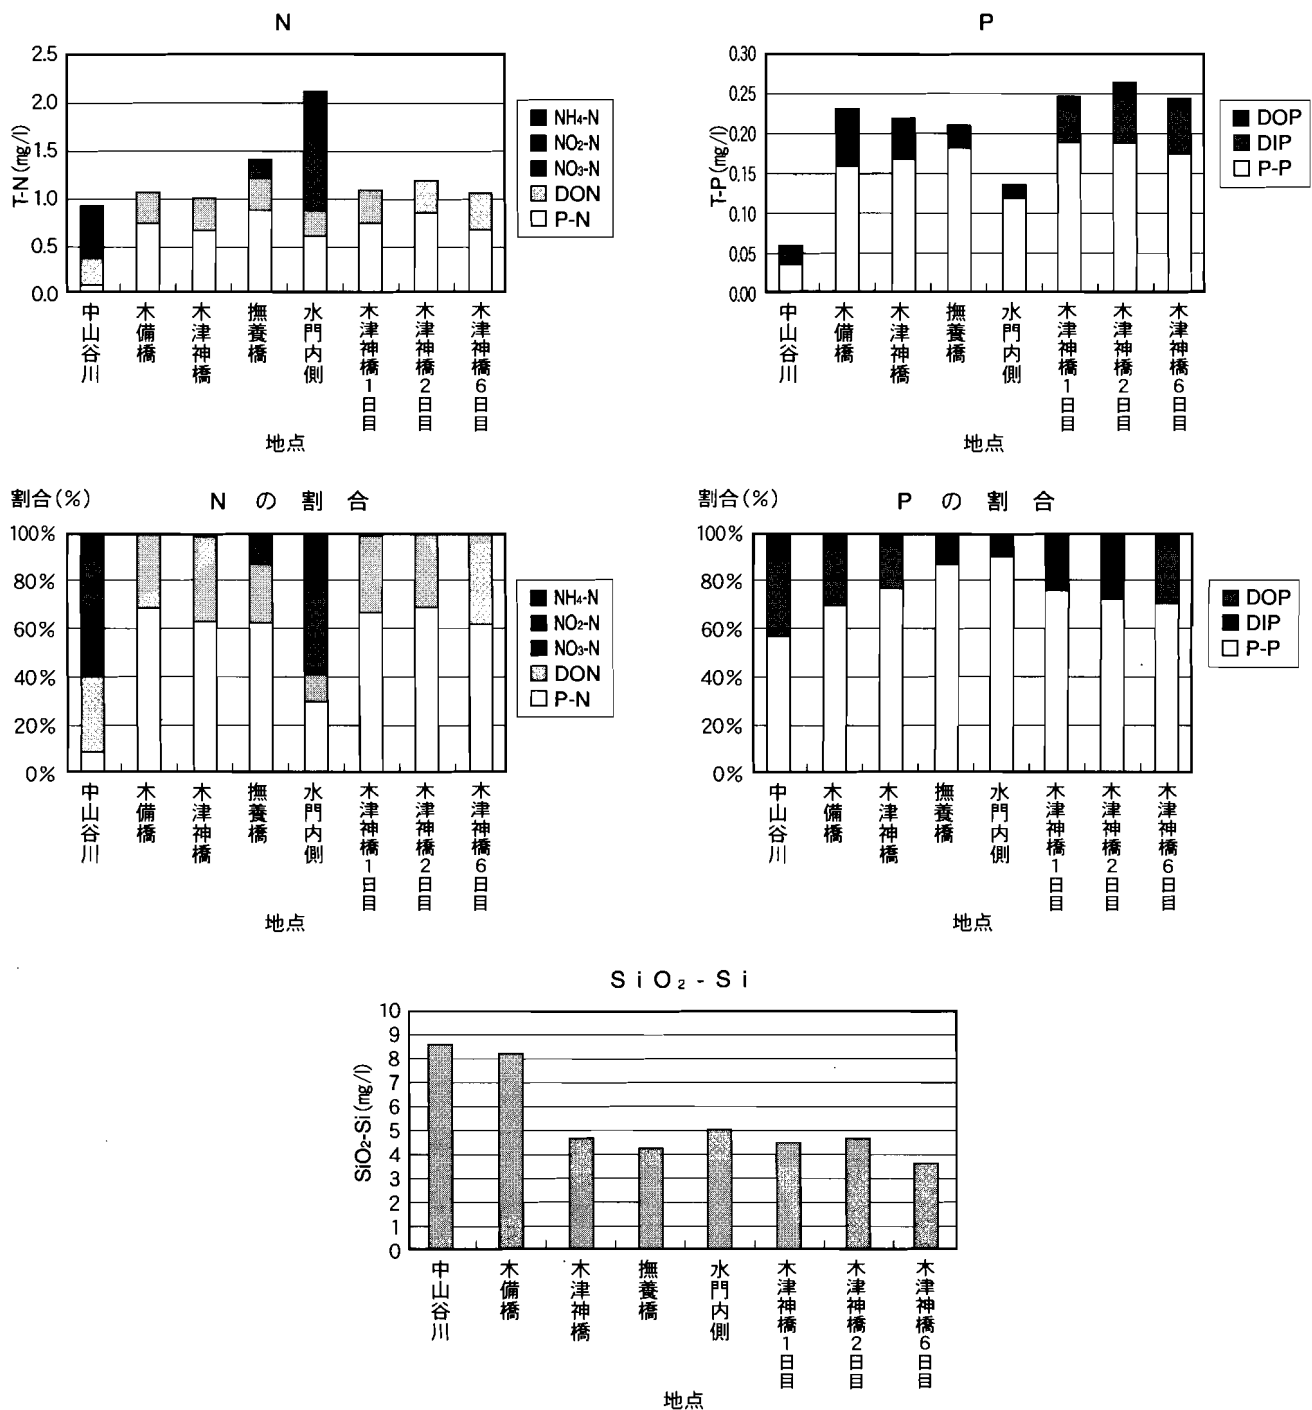 N
T-N(mg/l)
2.5
2.0
1.5
1.0
0.5
0.0
NH₄-N
NO₂-N
NO₃-N
DON
P-N
中山谷川
木備橋
木津神橋
撫養橋
水門内側
木津神橋1日目
木津神橋2日目
木津神橋6日目
地点
P
T-P(mg/l)
0.30
0.25
0.20
0.15
0.10
0.05
0.00
DOP
DIP
P-P
中山谷川
木備橋
木津神橋
撫養橋
水門内側
木津神橋1日目
木津神橋2日目
木津神橋6日目
地点
割合(%)
Nの割合
100%
80%
60%
40%
20%
0%
NH₄-N
NO₂-N
NO₃-N
DON
P-N
中山谷川
木備橋
木津神橋
撫養橋
水門内側
木津神橋1日目
木津神橋2日目
木津神橋6日目
地点
割合(%)
Pの割合
100%
80%
60%
40%
20%
0%
DOP
DIP
P-P
中山谷川
木備橋
木津神橋
撫養橋
水門内側
木津神橋1日目
木津神橋2日目
木津神橋6日目
地点
SiO₂-Si
SiO₂-Si(mg/l)
10
9
8
7
6
5
4
3
2
1
0
中山谷川
木備橋
木津神橋
撫養橋
水門内側
木津神橋1日目
木津神橋2日目
木津神橋6日目
地点